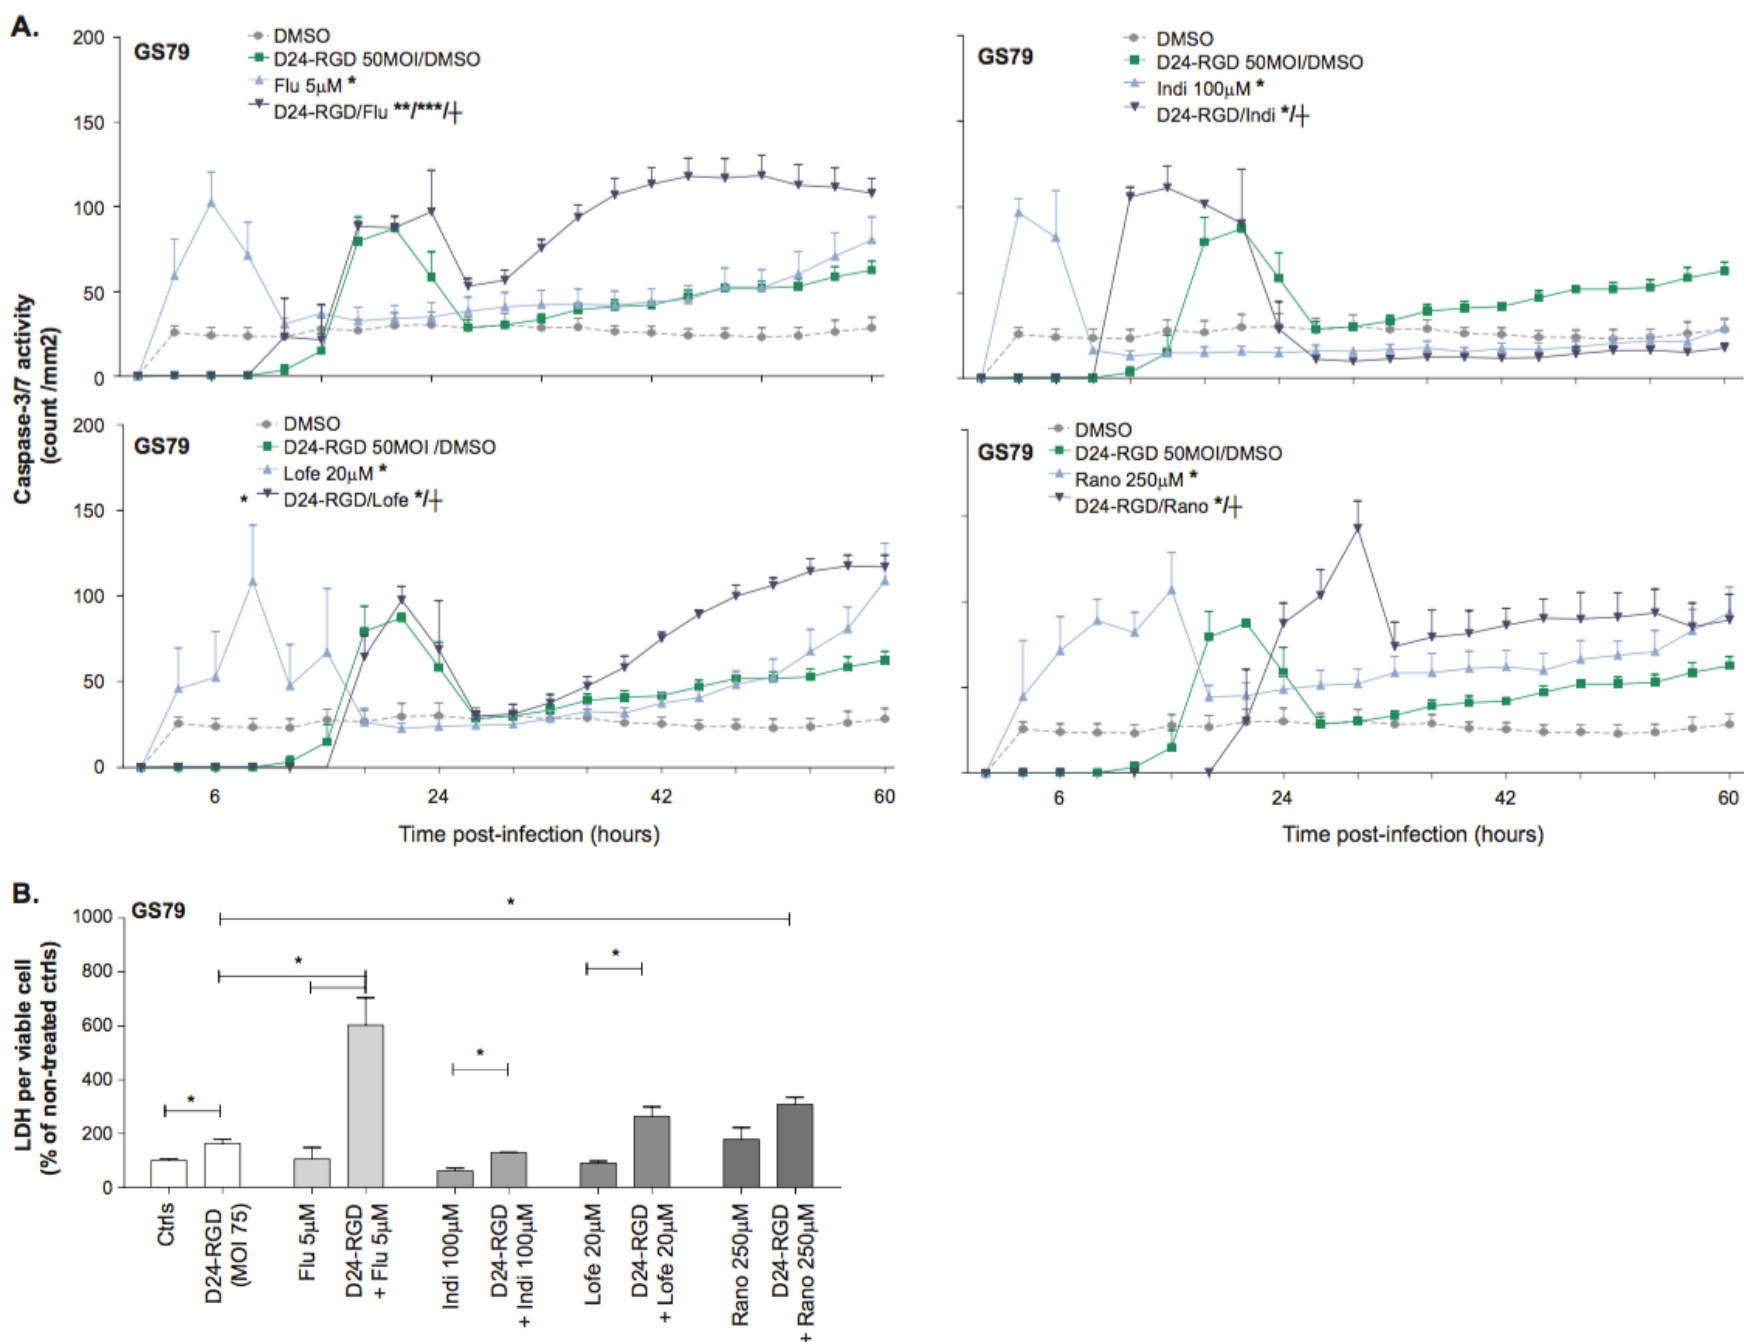 A.
GS79
DMSO
D24-RGD 50MOI/DMSO
Flu 5μM *
D24-RGD/Flu **/***/┼
200
150
100
50
0
GS79
DMSO
D24-RGD 50MOI/DMSO
Indi 100μM *
D24-RGD/Indi */┼
Caspase-3/7 activity
(count /mm2)
GS79
DMSO
D24-RGD 50MOI /DMSO
Lofe 20μM *
D24-RGD/Lofe */┼
*
200
150
100
50
0
6
24
42
60
Time post-infection (hours)
GS79
DMSO
D24-RGD 50MOI/DMSO
Rano 250μM *
D24-RGD/Rano */┼
6
24
42
60
Time post-infection (hours)
B.
GS79
LDH per viable cell
(% of non-treated ctrls)
1000
800
600
400
200
0
*
*
*
*
*
Ctrls
D24-RGD
(MOI 75)
Flu 5μM
D24-RGD
+ Flu 5μM
Indi 100μM
D24-RGD
+ Indi 100μM
Lofe 20μM
D24-RGD
+ Lofe 20μM
Rano 250μM
D24-RGD
+ Rano 250μM